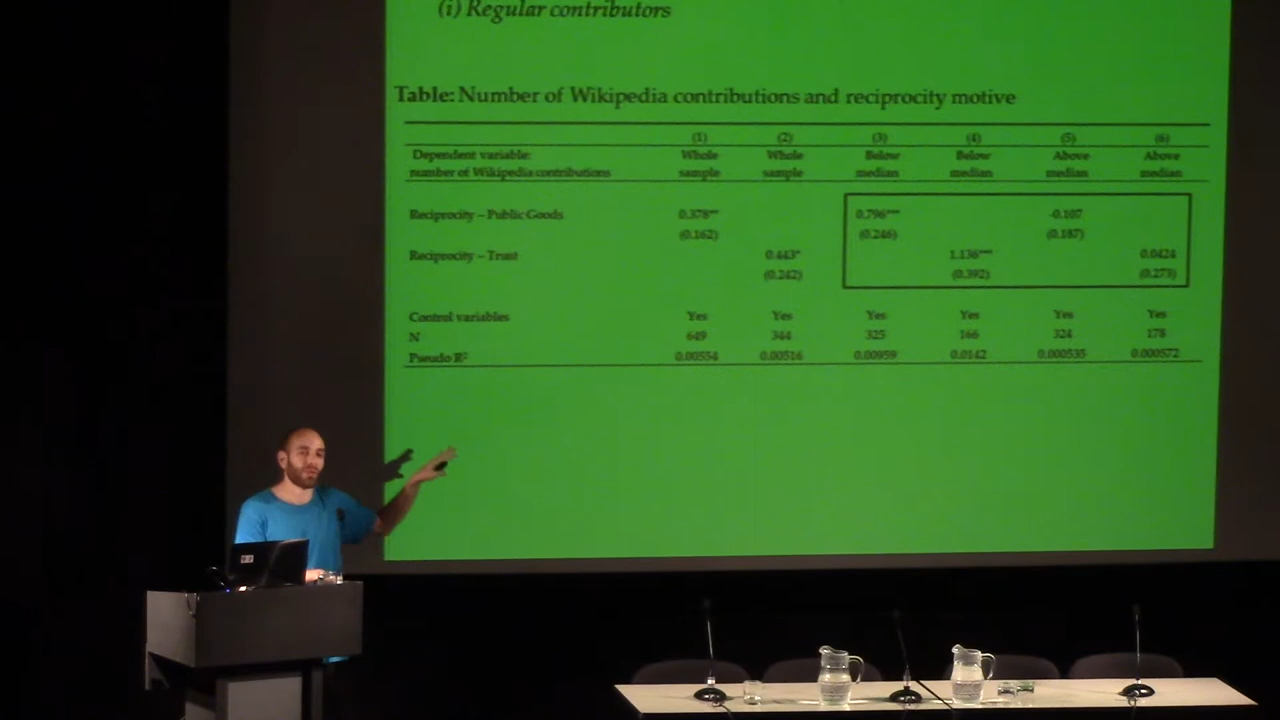 (i) Regular contributors
Table: Number of Wikipedia contributions and reciprocity motive
(1) (2) (3) (4) (5) (6)
Dependent variable: Whole Whole Below Below Above Above
number of Wikipedia contributions sample sample median median median median
Reciprocity – Public Goods 0.378** 0.796*** -0.107
(0.162) (0.246) (0.187)
Reciprocity – Trust 0.443* 1.136*** 0.0424
(0.242) (0.392) (0.273)
Control variables Yes Yes Yes Yes Yes Yes
N 649 344 325 166 324 178
Pseudo R² 0.00554 0.00516 0.00959 0.0142 0.000535 0.000572